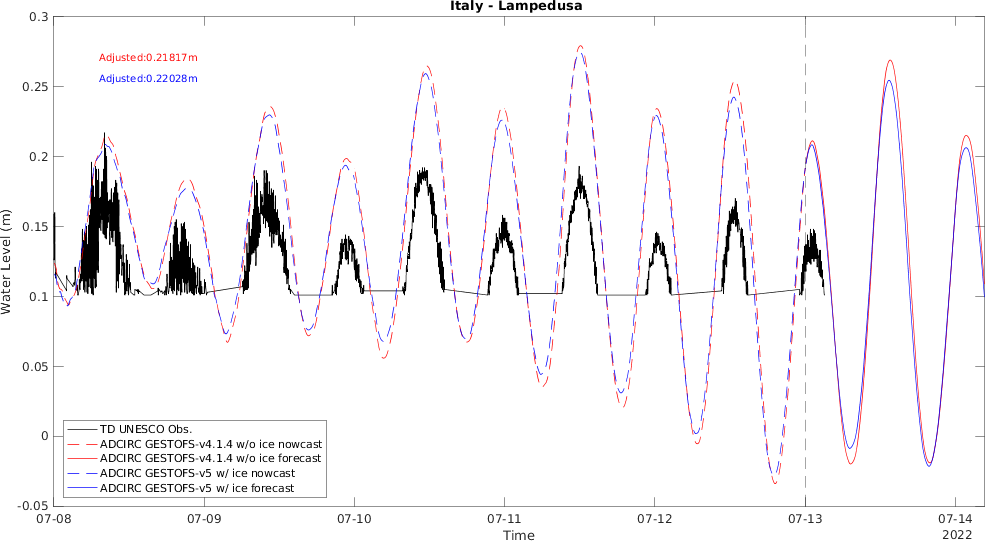 Italy - Lampedusa
0.3
0.25
0.2
0.15
0.1
0.05
0
-0.05
Water Level (m)
Adjusted:0.21817m
Adjusted:0.22028m
TD UNESCO Obs.
ADCIRC GESTOFS-v4.1.4 w/o ice nowcast
ADCIRC GESTOFS-v4.1.4 w/o ice forecast
ADCIRC GESTOFS-v5 w/ ice nowcast
ADCIRC GESTOFS-v5 w/ ice forecast
07-08 07-09 07-10 07-11 07-12 07-13 07-14
Time
2022